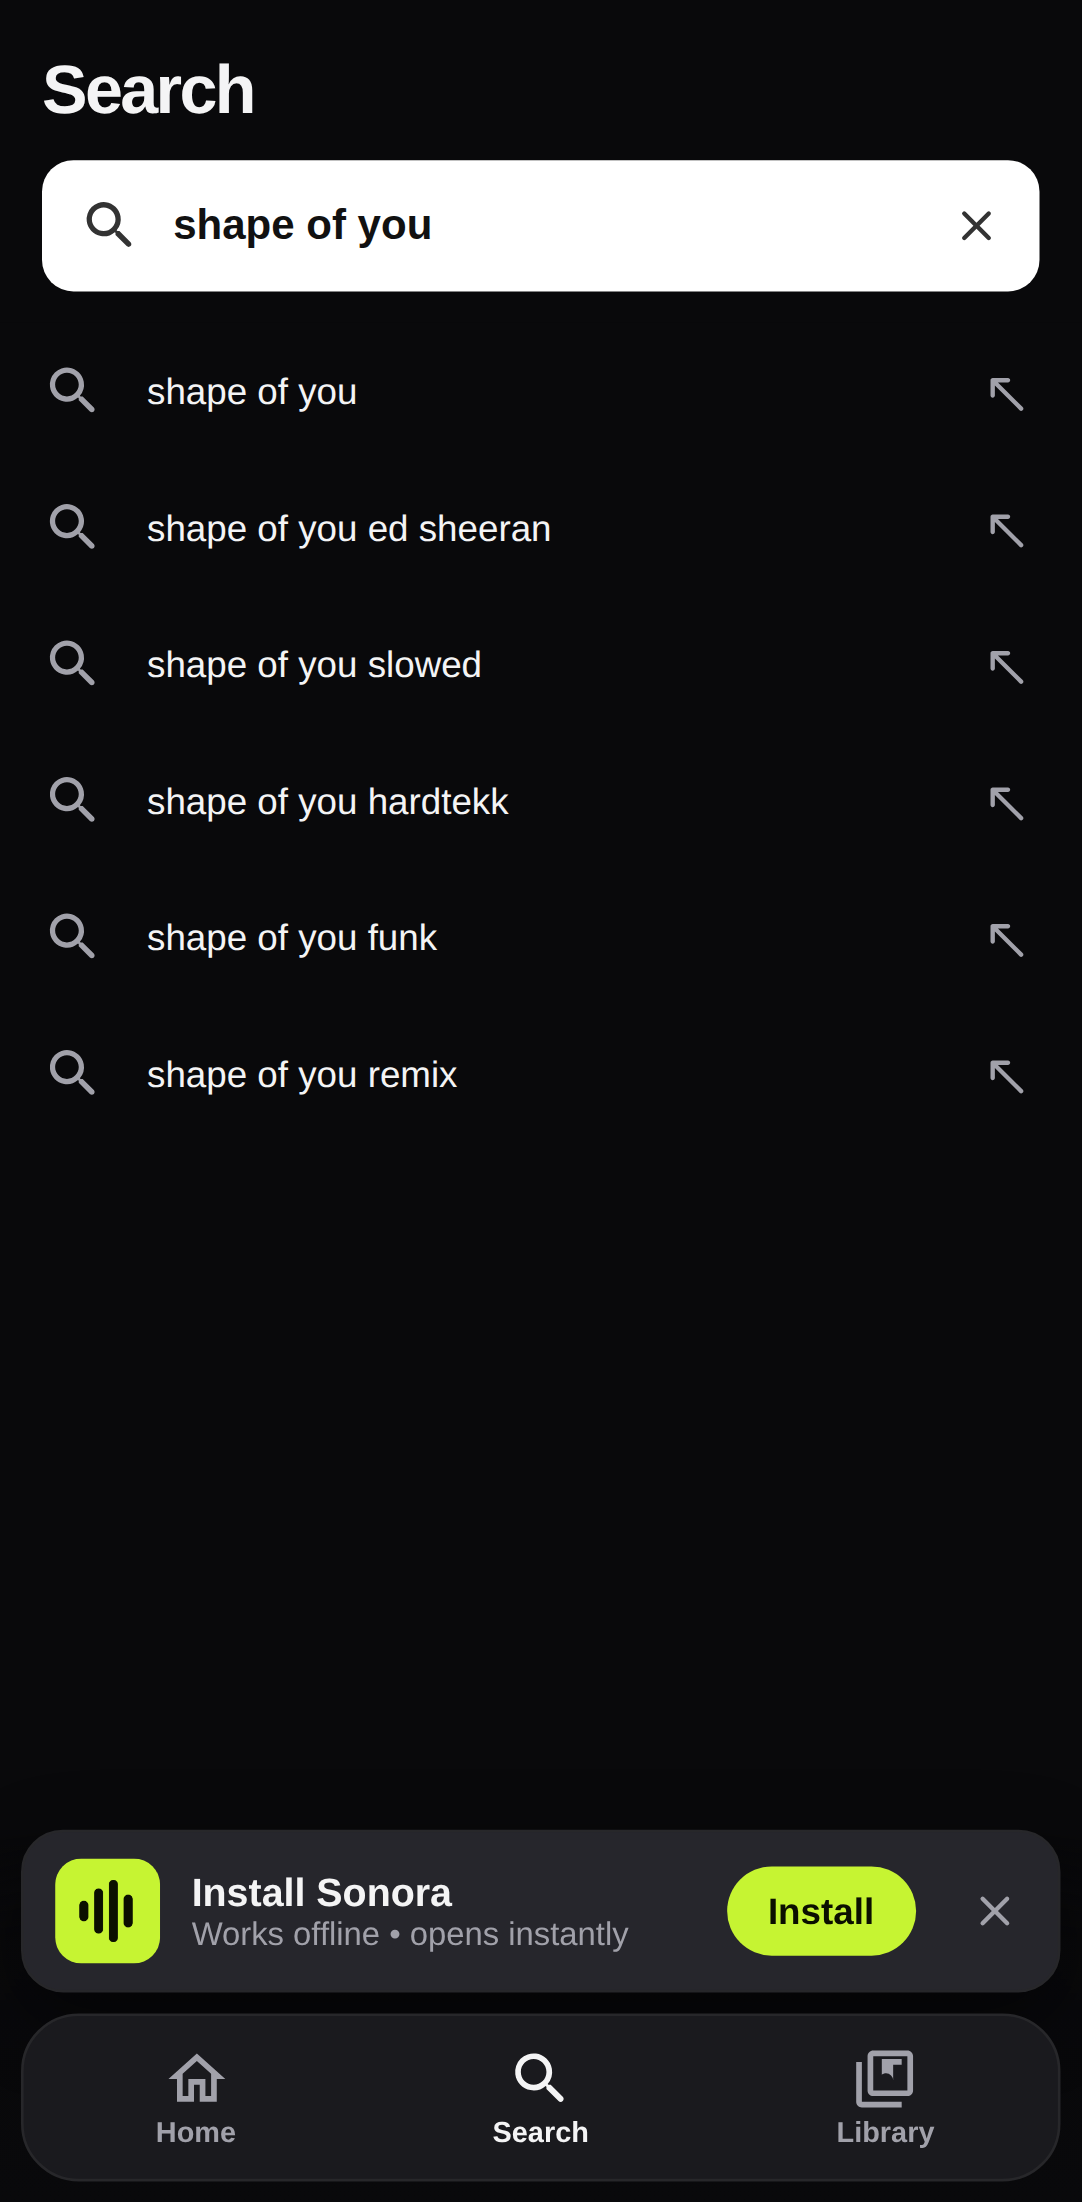 Search
shape of you
shape of you
shape of you ed sheeran
shape of you slowed
shape of you hardtekk
shape of you funk
shape of you remix
Install Sonora
Works offline • opens instantly
Install
Home
Search
Library